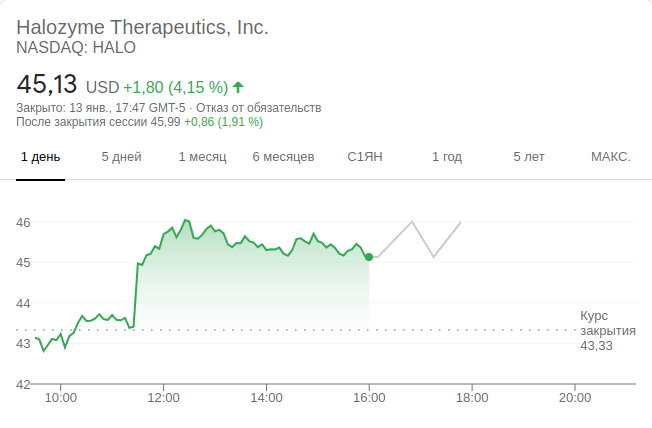 Halozyme Therapeutics, Inc.
NASDAQ: HALO
45,13 USD +1,80 (4,15 %)
Закрыто: 13 янв., 17:47 GMT-5 · Отказ от обязательств
После закрытия сессии 45,99 +0,86 (1,91 %)
1 день 5 дней 1 месяц 6 месяцев С1ЯН 1 год 5 лет МАКС.
46
45
44
Курс
закрытия
43,33
43
42
10:00 12:00 14:00 16:00 18:00 20:00